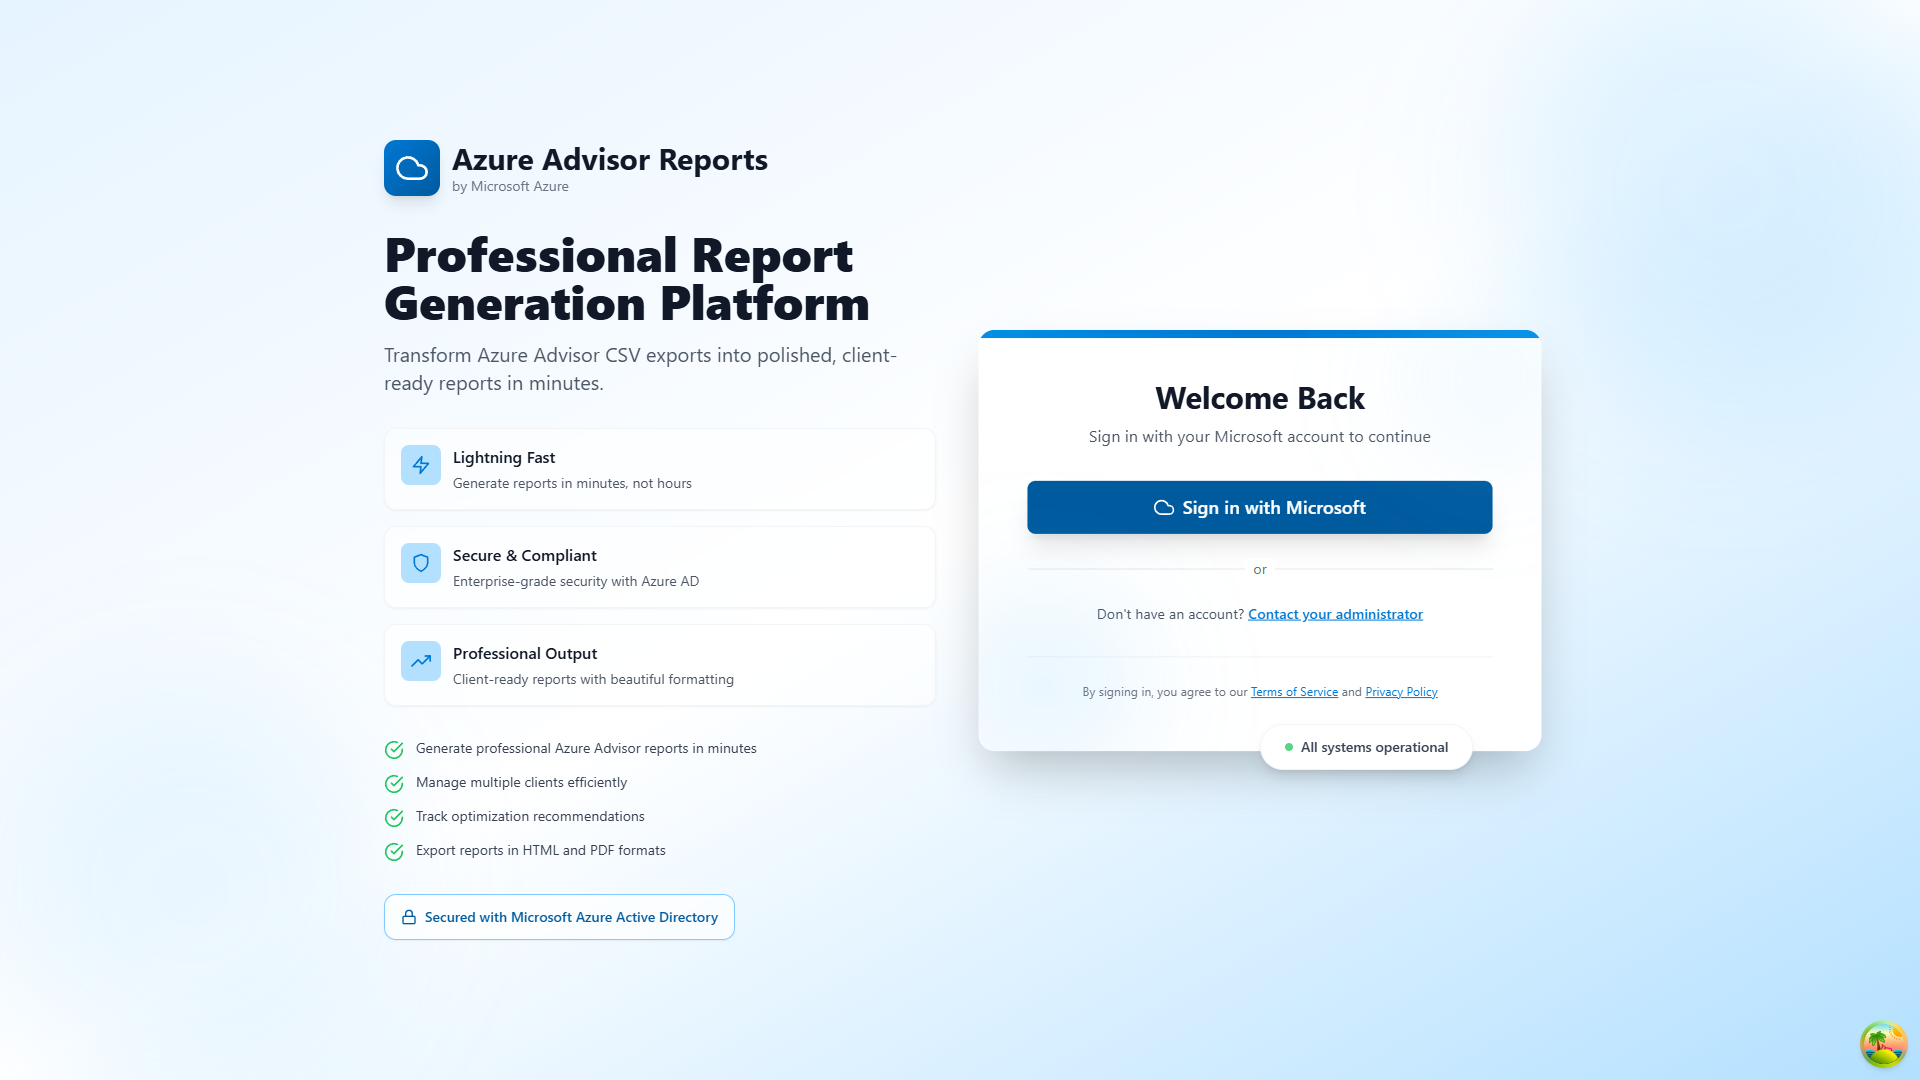 Azure Advisor Reports
by Microsoft Azure
Professional Report
Generation Platform
Transform Azure Advisor CSV exports into polished, client-
ready reports in minutes.
Lightning Fast
Generate reports in minutes, not hours
Secure & Compliant
Enterprise-grade security with Azure AD
Professional Output
Client-ready reports with beautiful formatting
Generate professional Azure Advisor reports in minutes
Manage multiple clients efficiently
Track optimization recommendations
Export reports in HTML and PDF formats
Secured with Microsoft Azure Active Directory
Welcome Back
Sign in with your Microsoft account to continue
Sign in with Microsoft
or
Don't have an account? Contact your administrator
By signing in, you agree to our Terms of Service and Privacy Policy
All systems operational